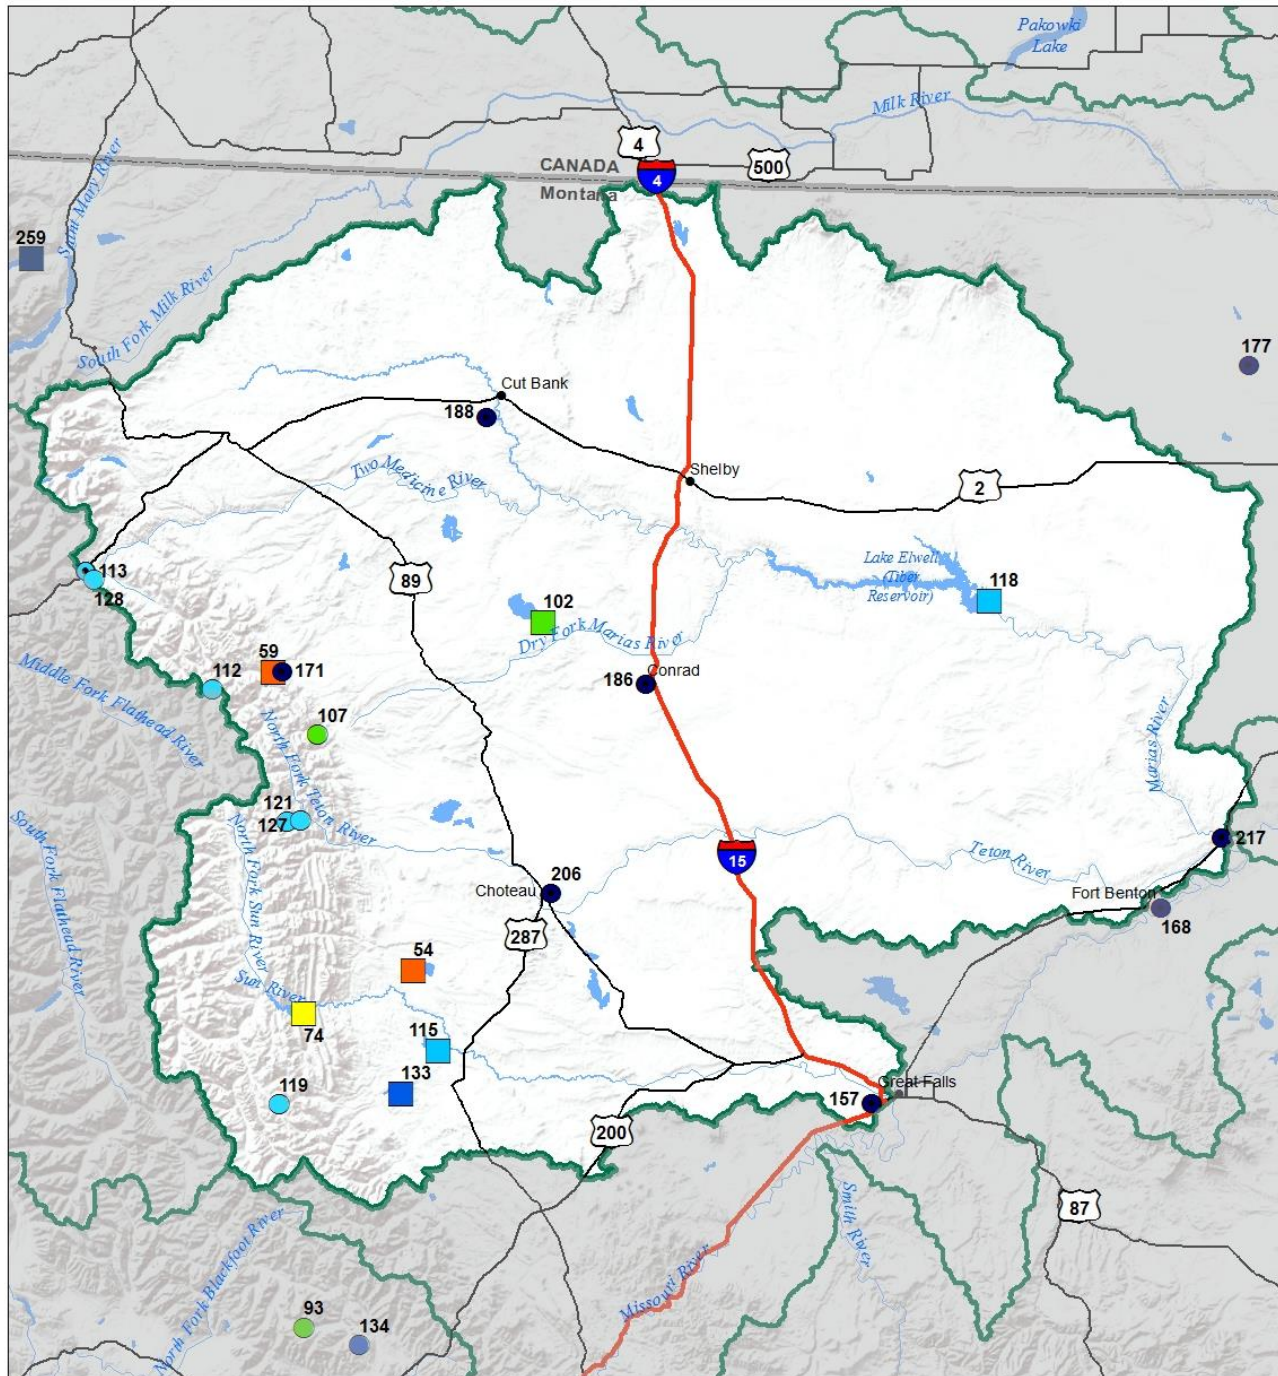 Pakowki
Lake
Milk River
4
500
CANADA
4
Montana
Saint Mary River
259
South Fork Milk River
177
Cut Bank
188
Two Medicine River
Shelby
2
89
Lake Elwell
(Tiber
Reservoir)
113
128
118
102
Dry Fork Marias River
59
171
112
Conrad
186
Middle Fork Flathead River
107
North Fork Teton River
Marias River
121
127
South Fork Flathead River
North Fork Sun River
15
217
Teton River
206
Choteau
Fort Benton
168
287
54
Sun River
74
115
133
119
Great Falls
157
200
Smith River
87
North Fork Blackfoot River
Missouri River
93
134